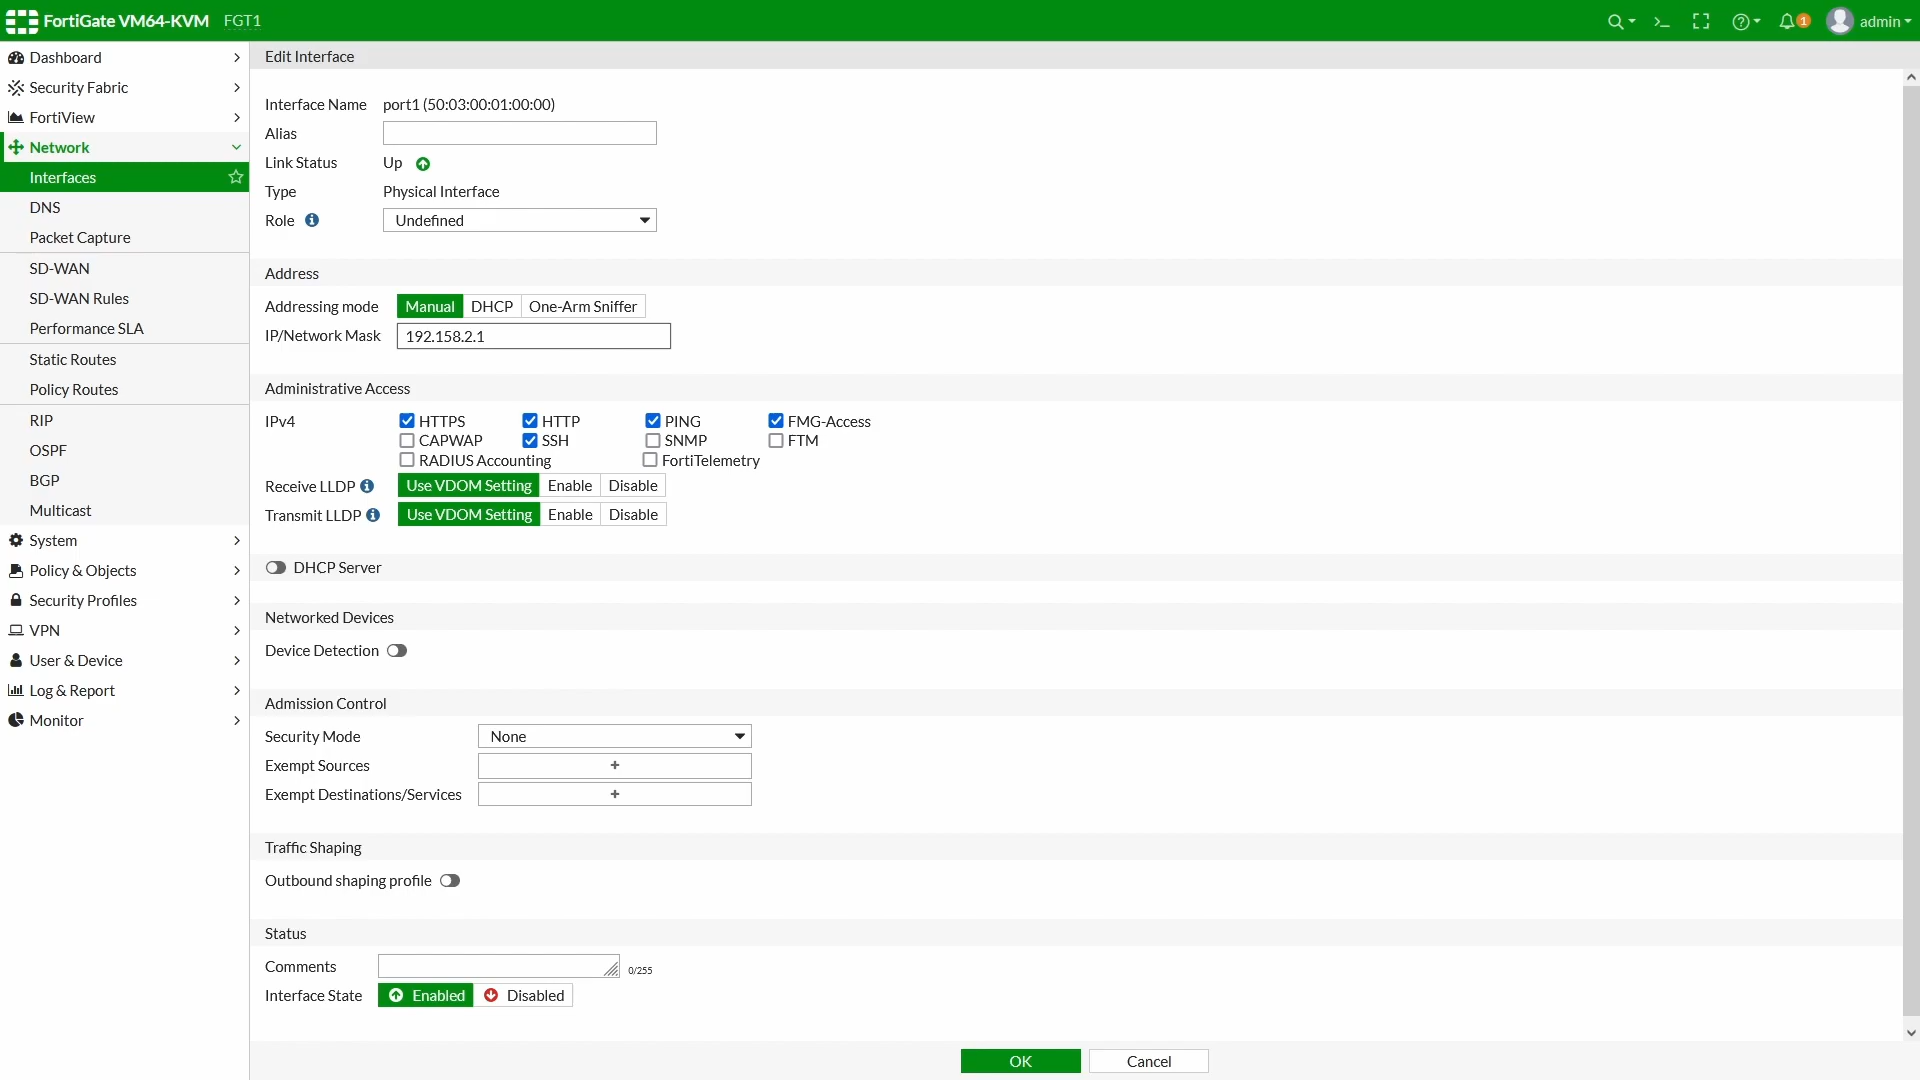 FortiGate VM64-KVM FGT1 1 admin
Dashboard
Security Fabric
FortiView
Network
Interfaces
DNS
Packet Capture
SD-WAN
SD-WAN Rules
Performance SLA
Static Routes
Policy Routes
RIP
OSPF
BGP
Multicast
System
Policy & Objects
Security Profiles
VPN
User & Device
Log & Report
Monitor
Edit Interface
Interface Name port1 (50:03:00:01:00:00)
Alias
Link Status Up
Type Physical Interface
Role Undefined
Address
Addressing mode Manual DHCP One-Arm Sniffer
IP/Network Mask 192.158.2.1
Administrative Access
IPv4 HTTPS HTTP PING FMG-Access
CAPWAP SSH SNMP FTM
RADIUS Accounting FortiTelemetry
Receive LLDP Use VDOM Setting Enable Disable
Transmit LLDP Use VDOM Setting Enable Disable
DHCP Server
Networked Devices
Device Detection
Admission Control
Security Mode None
Exempt Sources +
Exempt Destinations/Services +
Traffic Shaping
Outbound shaping profile
Status
Comments 0/255
Interface State Enabled Disabled
OK Cancel